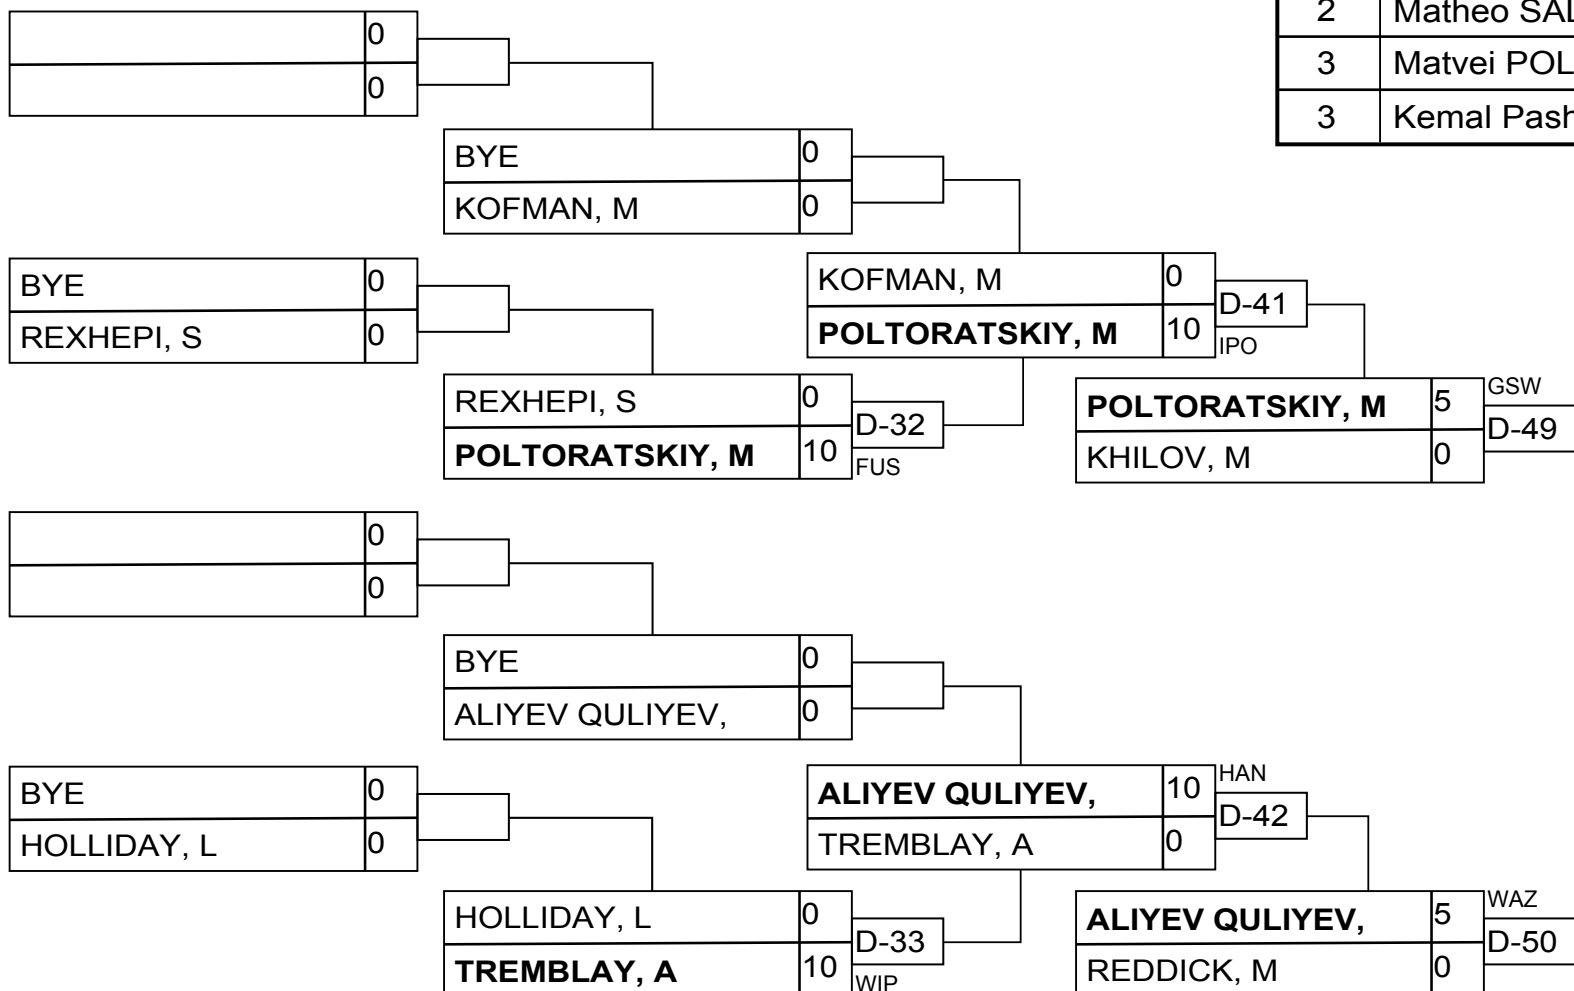 2 Matheo SAL
3 Matvei POL
3 Kemal Pash
0
0
BYE 0
KOFMAN, M 0
BYE 0
REXHEPI, S 0
KOFMAN, M 0
POLTORATSKIY, M 10
D-41
IPO
REXHEPI, S 0
POLTORATSKIY, M 10
D-32
FUS
POLTORATSKIY, M 5
KHILOV, M 0
GSW
D-49
0
0
BYE 0
ALIYEV QULIYEV, 0
BYE 0
HOLLIDAY, L 0
ALIYEV QULIYEV, 10
TREMBLAY, A 0
HAN
D-42
HOLLIDAY, L 0
TREMBLAY, A 10
D-33
WIP
ALIYEV QULIYEV, 5
REDDICK, M 0
WAZ
D-50